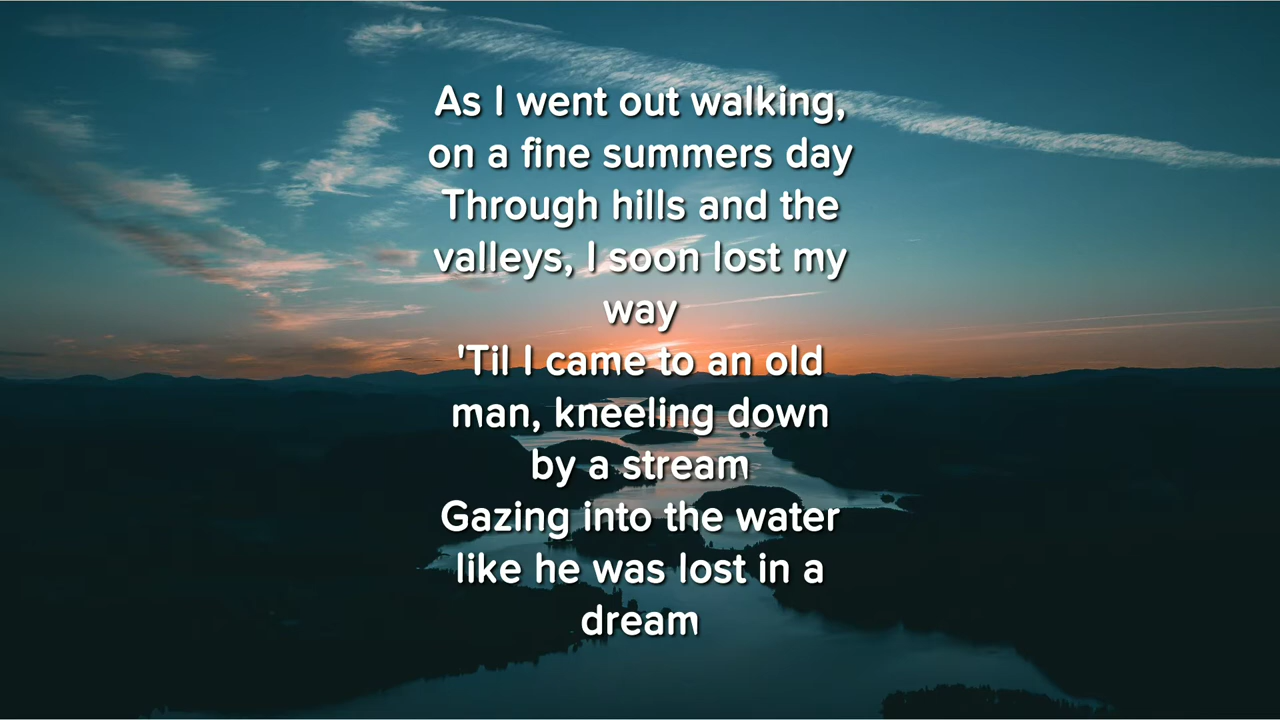 As I went out walking,
on a fine summers day
Through hills and the
valleys, I soon lost my
way
'Til I came to an old
man, kneeling down
by a stream
Gazing into the water
like he was lost in a
dream